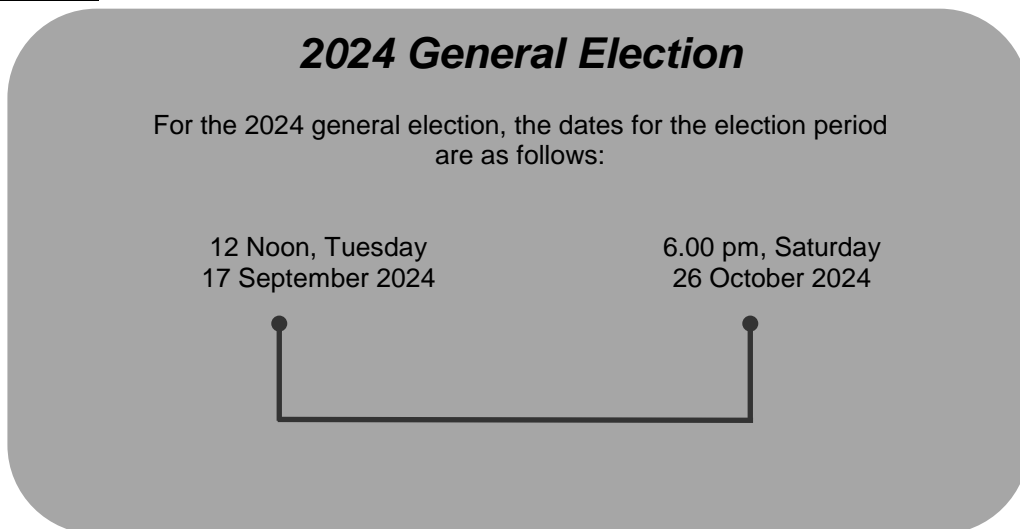 2024 General Election
For the 2024 general election, the dates for the election period
are as follows:
12 Noon, Tuesday
17 September 2024
6.00 pm, Saturday
26 October 2024